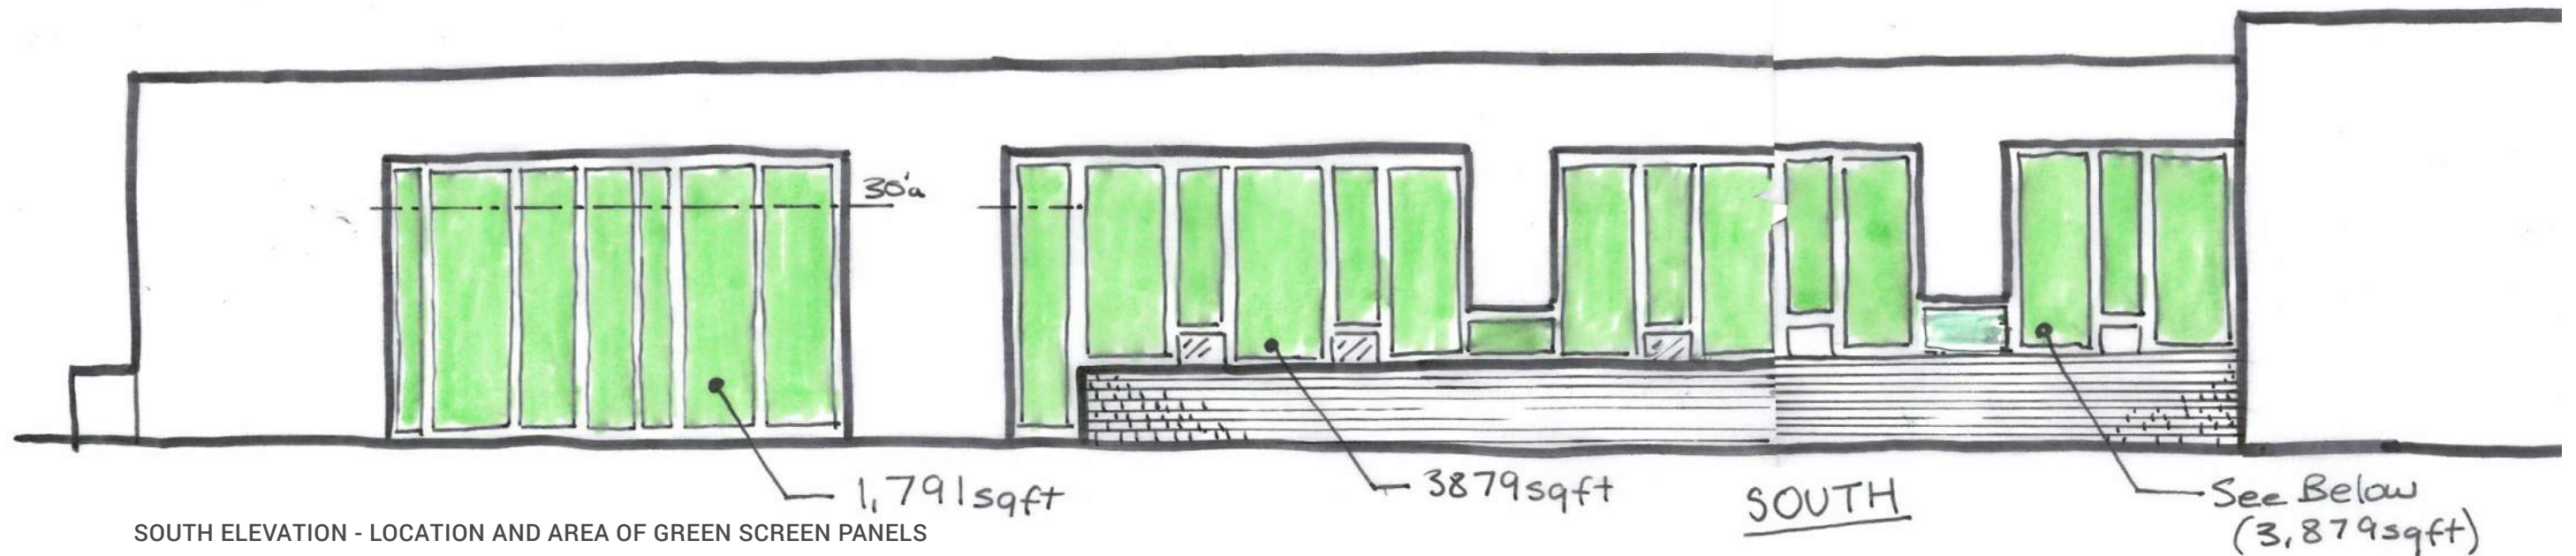 30'a
1,791sqft
3879sqft
SOUTH
See Below
(3,879sqft)
SOUTH ELEVATION - LOCATION AND AREA OF GREEN SCREEN PANELS